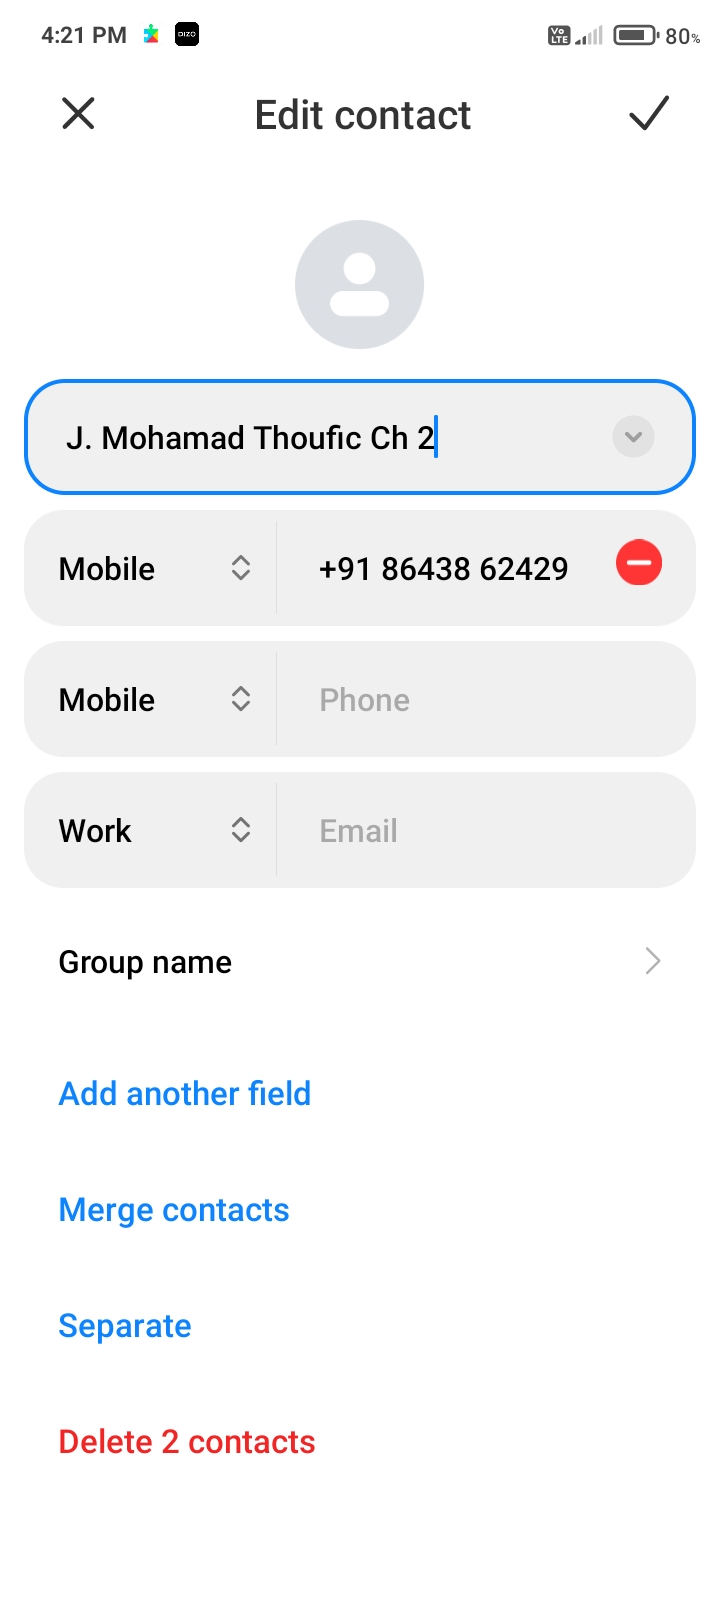 4:21 PM DIZO Vo LTE 80%
Edit contact
J. Mohamad Thoufic Ch 2
Mobile +91 86438 62429
Mobile Phone
Work Email
Group name
Add another field
Merge contacts
Separate
Delete 2 contacts